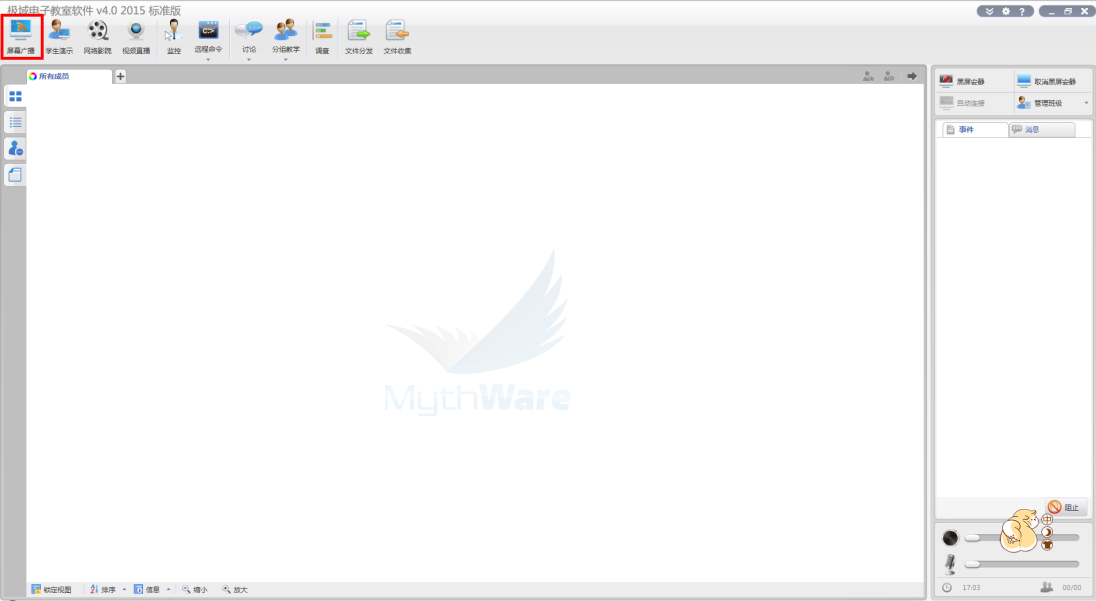 极域电子教室软件 v4.0 2015 标准版
屏幕广播 学生演示 网络影院 视频直播 监控 远程命令 讨论 分组教学 调查 文件分发 文件收集
所有成员
黑屏安静 取消黑屏安静
自动连接 管理班级
事件 消息
MythWare
阻止
中
锁定视图 排序 信息 缩小 放大
17:03 00/00